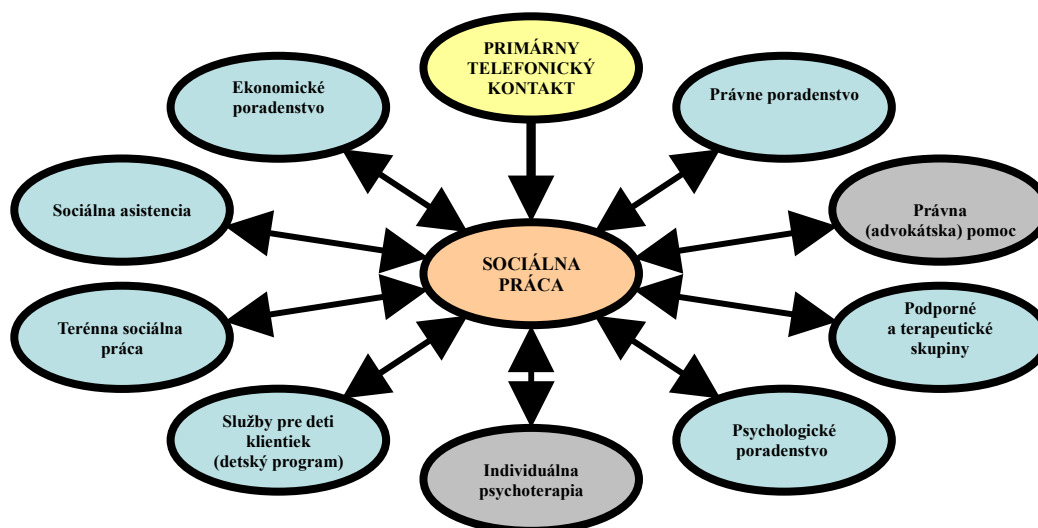 PRIMÁRNY
TELEFONICKÝ
KONTAKT
Ekonomické
poradenstvo
Právne poradenstvo
Sociálna asistencia
Právna
(advokátska) pomoc
SOCIÁLNA
PRÁCA
Terénna sociálna
práca
Podporné
a terapeutické
skupiny
Služby pre deti
klientiek
(detský program)
Individuálna
psychoterapia
Psychologické
poradenstvo